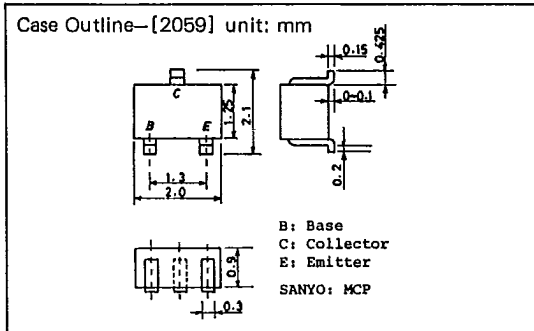 Case Outline—[2059] unit: mm
0.15
0.425
C
1.25
2.1
0~0.1
B
E
1.3
2.0
0.2
B: Base
C: Collector
E: Emitter
SANYO: MCP
0.9
0.3